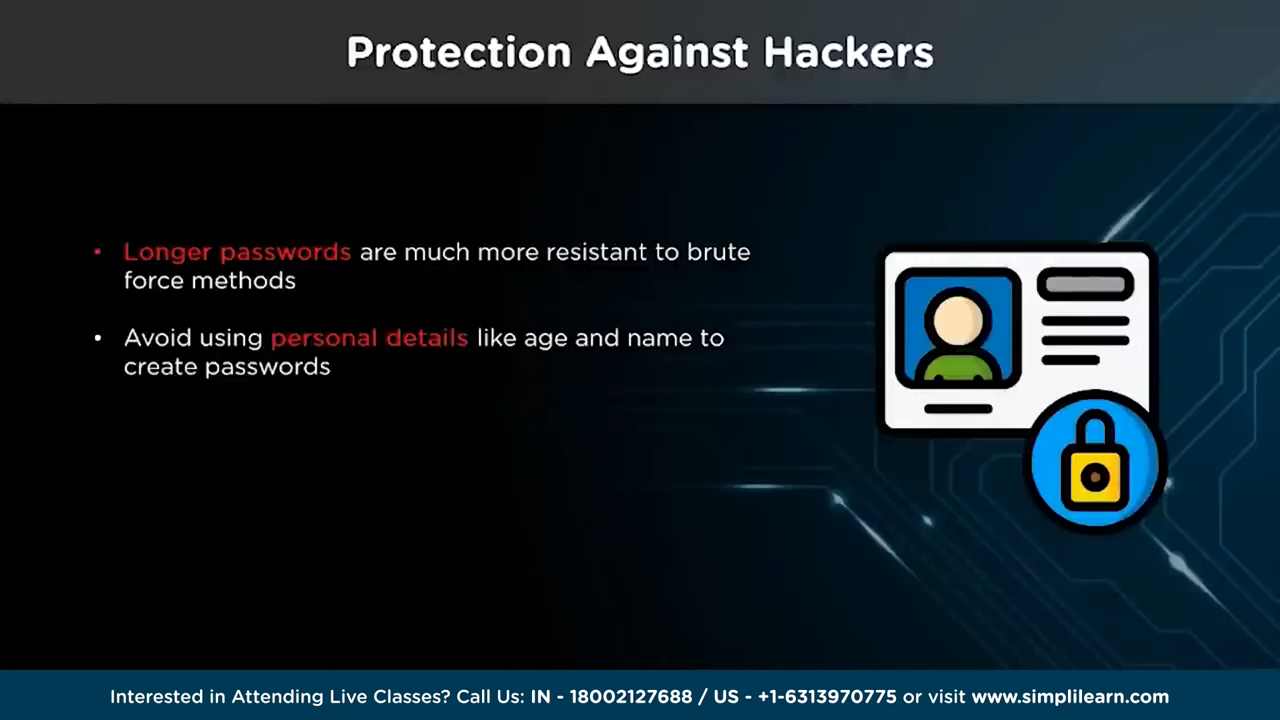 Protection Against Hackers
• Longer passwords are much more resistant to brute
force methods
• Avoid using personal details like age and name to
create passwords
Interested in Attending Live Classes? Call Us: IN - 18002127688 / US - +1-6313970775 or visit www.simplilearn.com